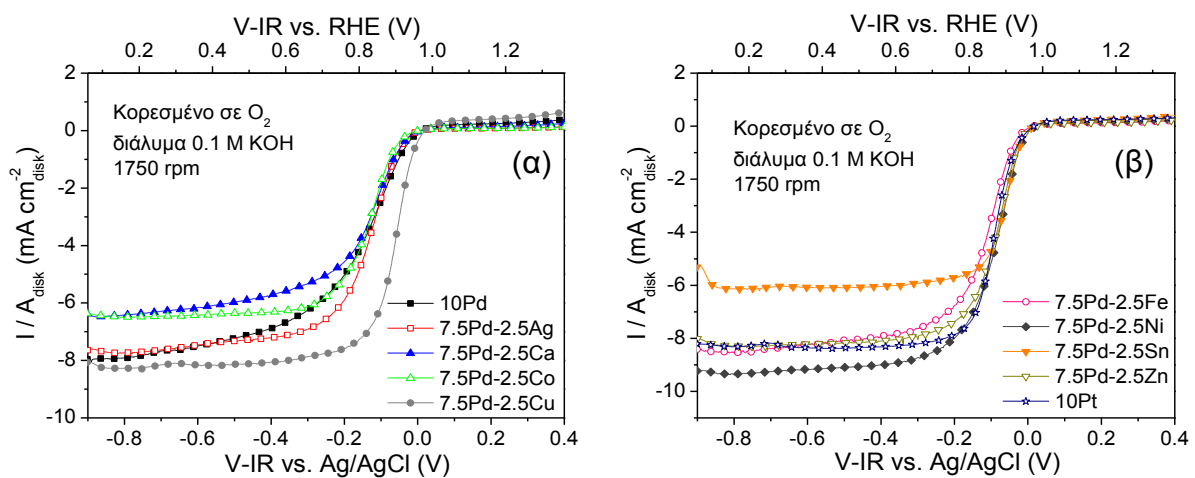 V-IR vs. RHE (V)
0.2 0.4 0.6 0.8 1.0 1.2
2
0
-2
-4
-6
-8
-10
I / A disk (mA cm-2 disk)
Κορεσμένο σε O2
διάλυμα 0.1 M KOH
1750 rpm
(α)
10Pd
7.5Pd-2.5Ag
7.5Pd-2.5Ca
7.5Pd-2.5Co
7.5Pd-2.5Cu
-0.8 -0.6 -0.4 -0.2 0.0 0.2 0.4
V-IR vs. Ag/AgCl (V)
V-IR vs. RHE (V)
0.2 0.4 0.6 0.8 1.0 1.2
2
0
-2
-4
-6
-8
-10
I / A disk (mA cm-2 disk)
Κορεσμένο σε O2
διάλυμα 0.1 M KOH
1750 rpm
(β)
7.5Pd-2.5Fe
7.5Pd-2.5Ni
7.5Pd-2.5Sn
7.5Pd-2.5Zn
10Pt
-0.8 -0.6 -0.4 -0.2 0.0 0.2 0.4
V-IR vs. Ag/AgCl (V)